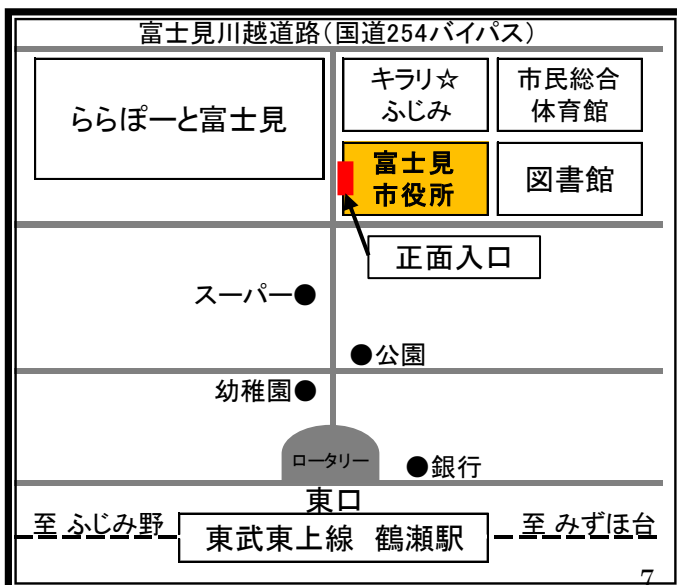 富士見川越道路(国道254バイパス)
ららぽーと富士見
キラリ☆
ふじみ
市民総合
体育館
富士見
市役所
図書館
正面入口
スーパー●
●公園
幼稚園●
ロータリー
●銀行
東口
至 ふじみ野
東武東上線 鶴瀬駅
至 みずほ台
7